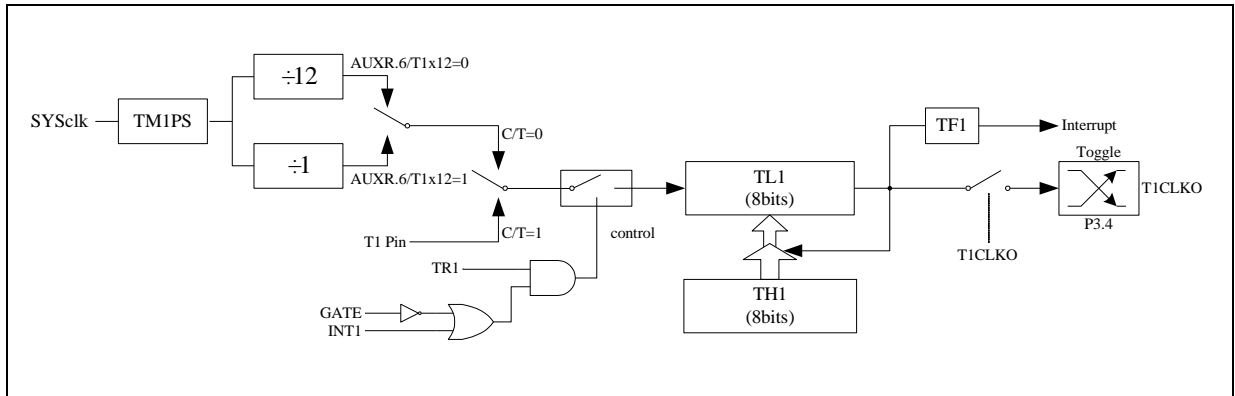 SYSclk
TM1PS
÷12
AUXR.6/T1x12=0
÷1
AUXR.6/T1x12=1
C/T=0
T1 Pin
C/T=1
control
TR1
GATE
INT1
TL1
(8bits)
TH1
(8bits)
TF1
Interrupt
Toggle
T1CLKO
P3.4
T1CLKO